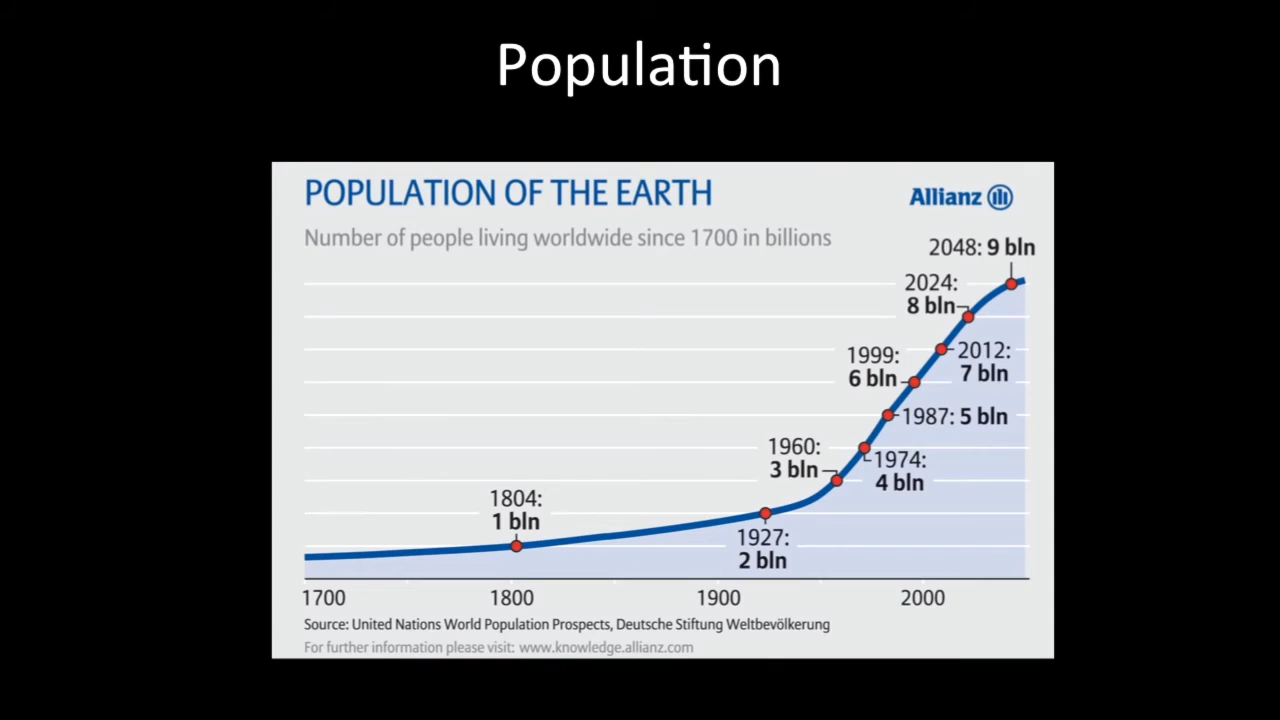 Population
POPULATION OF THE EARTH
Allianz
Number of people living worldwide since 1700 in billions
2048: 9 bln
2024:
8 bln
1999:
6 bln
2012:
7 bln
1987: 5 bln
1960:
3 bln
1974:
4 bln
1804:
1 bln
1927:
2 bln
1700 1800 1900 2000
Source: United Nations World Population Prospects, Deutsche Stiftung Weltbevölkerung
For further information please visit: www.knowledge.allianz.com